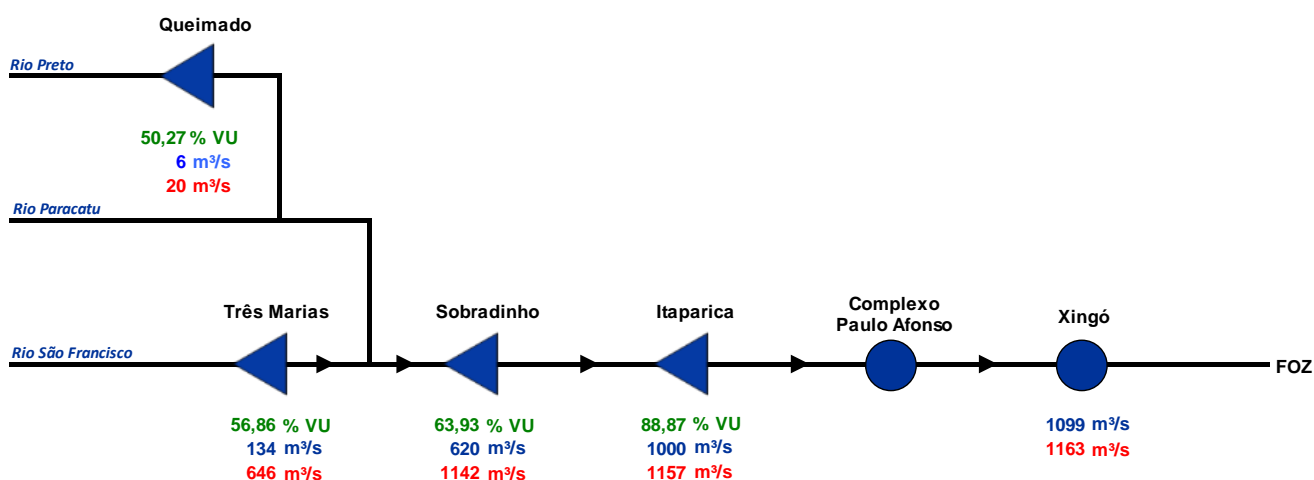 Queimado
Rio Preto
50,27 % VU
6 m³/s
20 m³/s
Rio Paracatu
Três Marias
Sobradinho
Itaparica
Complexo
Paulo Afonso
Xingó
Rio São Francisco
FOZ
56,86 % VU
134 m³/s
646 m³/s
63,93 % VU
620 m³/s
1142 m³/s
88,87 % VU
1000 m³/s
1157 m³/s
1099 m³/s
1163 m³/s